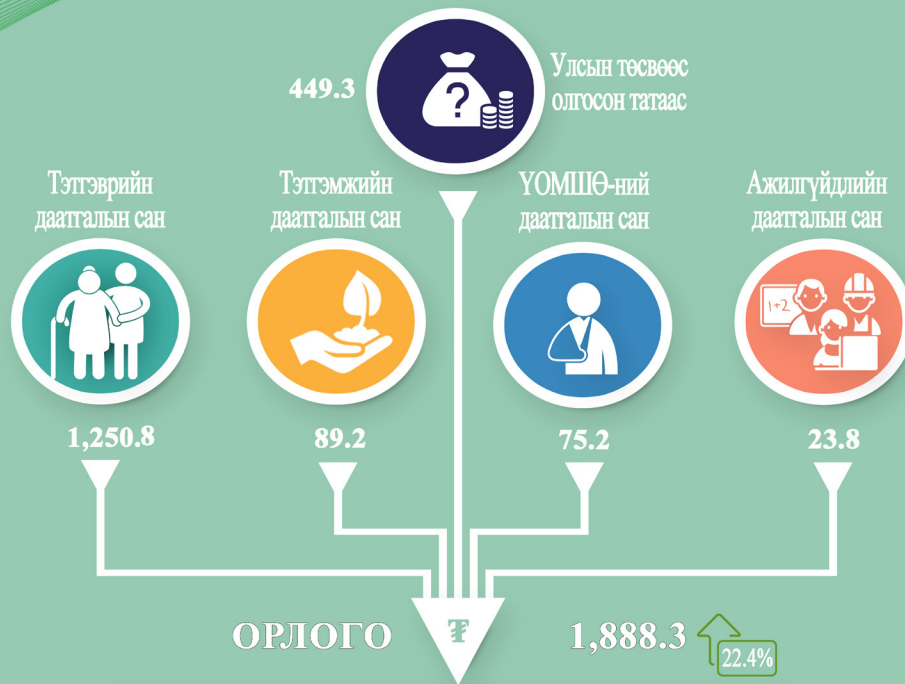 449.3
Улсын төсвөөс
олгосон татаас
?
Тэтгэврийн
даатгалын сан
Тэтгэмжийн
даатгалын сан
ҮОМШӨ-ний
даатгалын сан
Ажилгүйдлийн
даатгалын сан
1+2
1,250.8
89.2
75.2
23.8
ОРЛОГО ₮ 1,888.3
22.4%